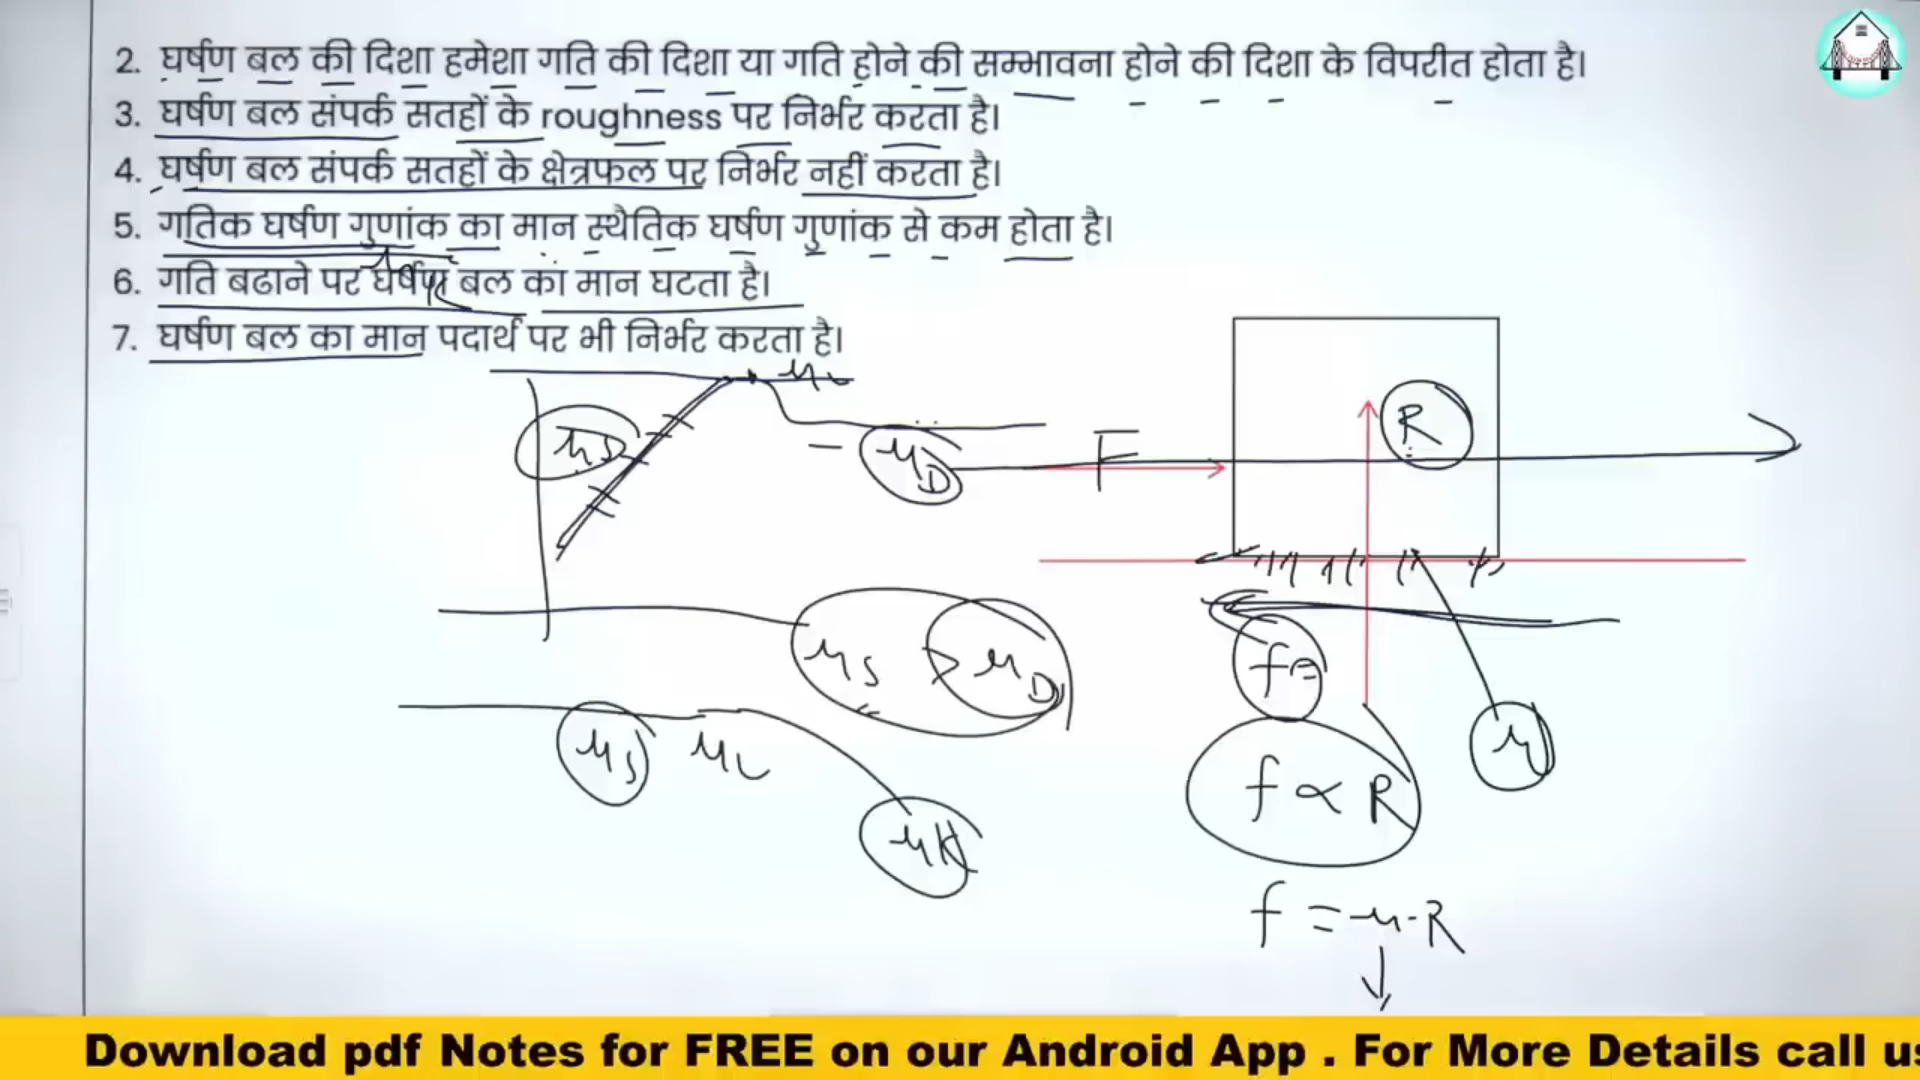 2. घर्षण बल की दिशा हमेशा गति की दिशा या गति होने की सम्भावना होने की दिशा के विपरीत होता है।
3. घर्षण बल संपर्क सतहों के roughness पर निर्भर करता है।
4. घर्षण बल संपर्क सतहों के क्षेत्रफल पर निर्भर नहीं करता है।
5. गतिक घर्षण गुणांक का मान स्थैतिक घर्षण गुणांक से कम होता है।
6. गति बढाने पर घर्षण बल का मान घटता है।
7. घर्षण बल का मान पदार्थ पर भी निर्भर करता है।
μL
μs
μD
F
R
μs > μD
f
μs μL
μ
f ∝ R
μK
f = μ·R
Download pdf Notes for FREE on our Android App . For More Details call us